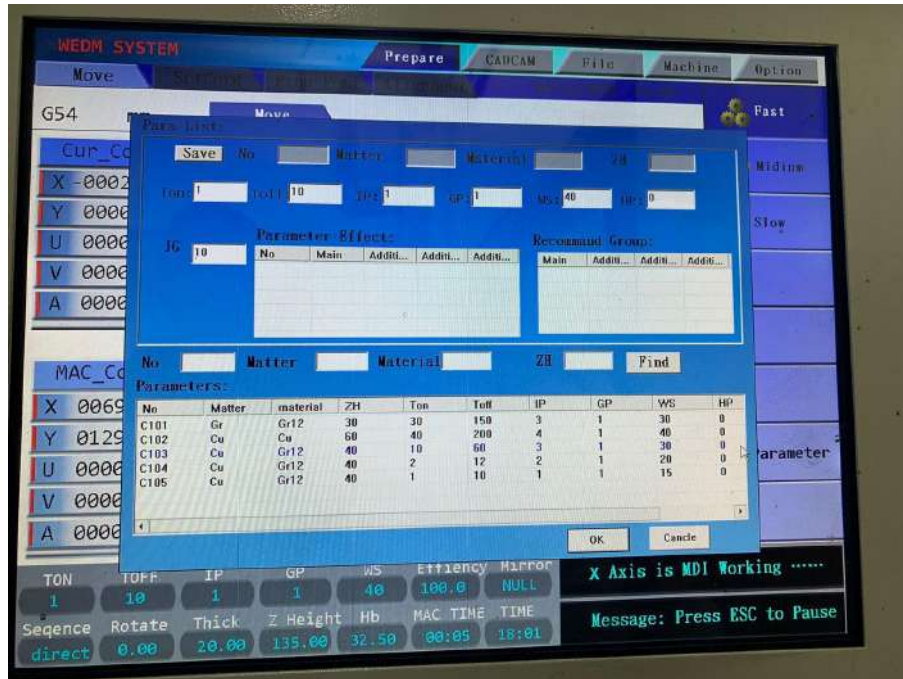 WEDM SYSTEM
Prepare CADCAM File Machine Option
Move
G54 Move Fast
Para List:
Cur_Co Save No Matter Material ZH Midium
X -0002
Ton: 1 Toff: 10 IP: 1 GP: 1 WS: 40 HP: 0
Y 0000 Slow
U 0000 JG 10 Parameter Effect: Recommand Group:
No Main Additi... Additi... Additi... Main Additi... Additi... Additi...
V 0000
A 0000
No Matter Material ZH Find
MAC_Co
Parameters:
X 0069
No Matter material ZH Ton Toff IP GP WS HP
C101 Gr Gr12 30 30 150 3 1 30 0
Y 0129
C102 Cu Cu 60 40 200 4 1 40 0
C103 Cu Gr12 40 10 60 3 1 30 0
Parameter
U 0000
C104 Cu Gr12 40 2 12 2 1 20 0
C105 Cu Gr12 40 1 10 1 1 15 0
V 0000
A 0000
OK Cancle
TON TOFF IP GP WS Effiency Mirror
X Axis is MDI Working ······
1 10 1 1 40 100.0 NULL
Seqence Rotate Thick Z Height Hb MAC TIME TIME
Message: Press ESC to Pause
direct 0.00 20.00 135.00 32.50 00:05 18:01